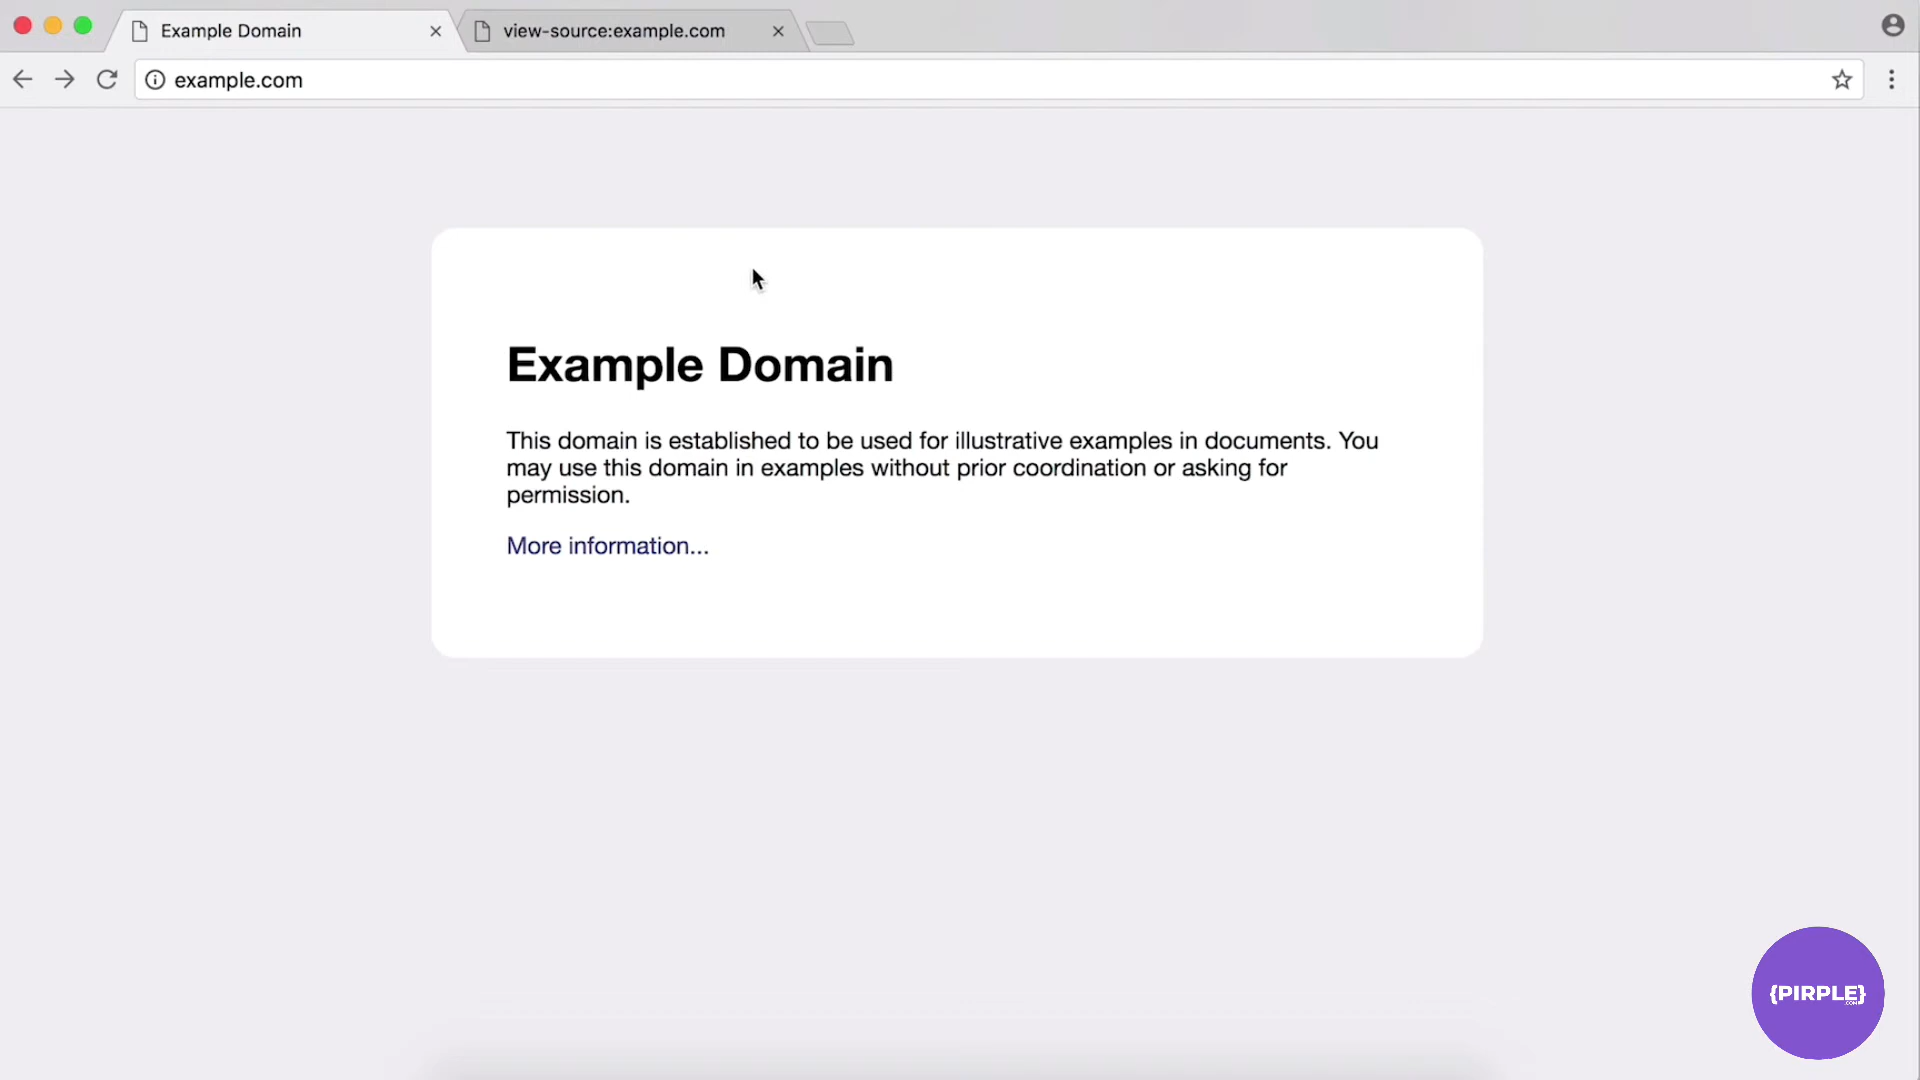 Example Domain
view-source:example.com
example.com
Example Domain
This domain is established to be used for illustrative examples in documents. You
may use this domain in examples without prior coordination or asking for
permission.
More information...
{PIRPLE}
.COM